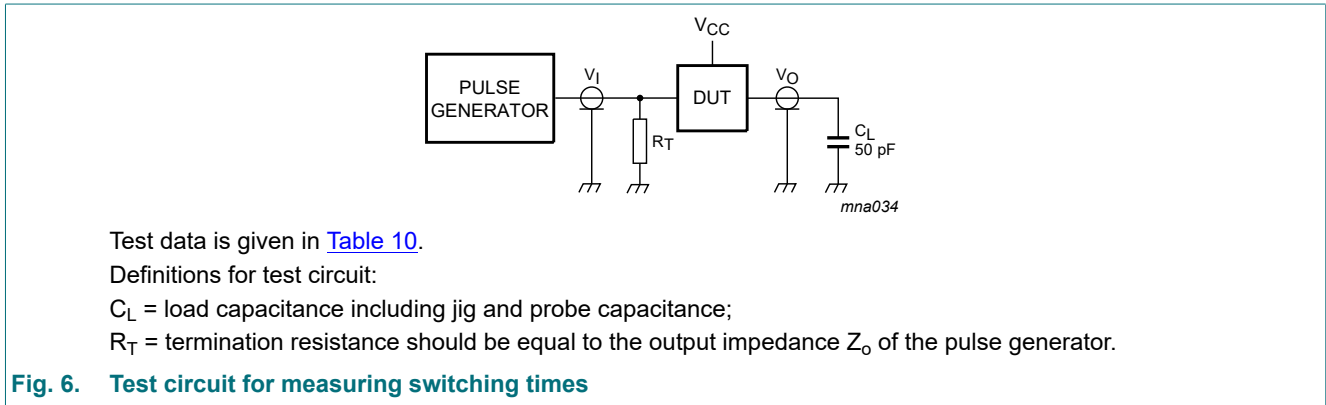 VCC
PULSE
GENERATOR
VI
RT
DUT
VO
CL
50 pF
mna034
Test data is given in Table 10.
Definitions for test circuit:
CL = load capacitance including jig and probe capacitance;
RT = termination resistance should be equal to the output impedance Zo of the pulse generator.
Fig. 6. Test circuit for measuring switching times